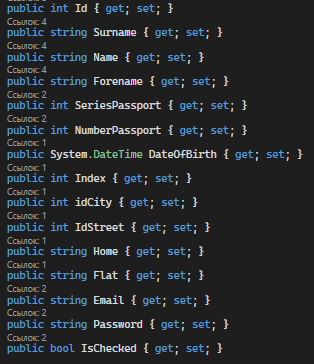 public int Id { get; set; }
Ссылок: 4
public string Surname { get; set; }
Ссылок: 4
public string Name { get; set; }
Ссылок: 4
public string Forename { get; set; }
Ссылок: 2
public int SeriesPassport { get; set; }
Ссылок: 2
public int NumberPassport { get; set; }
Ссылок: 1
public System.DateTime DateOfBirth { get; set; }
Ссылок: 1
public int Index { get; set; }
Ссылок: 1
public int idCity { get; set; }
Ссылок: 1
public int IdStreet { get; set; }
Ссылок: 1
public string Home { get; set; }
Ссылок: 1
public string Flat { get; set; }
Ссылок: 2
public string Email { get; set; }
Ссылок: 2
public string Password { get; set; }
Ссылок: 2
public bool IsChecked { get; set; }